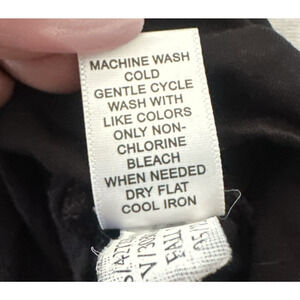 MACHINE WASH
COLD
GENTLE CYCLE
WASH WITH
LIKE COLORS
ONLY NON-
CHLORINE
BLEACH
WHEN NEEDED
DRY FLAT
COOL IRON